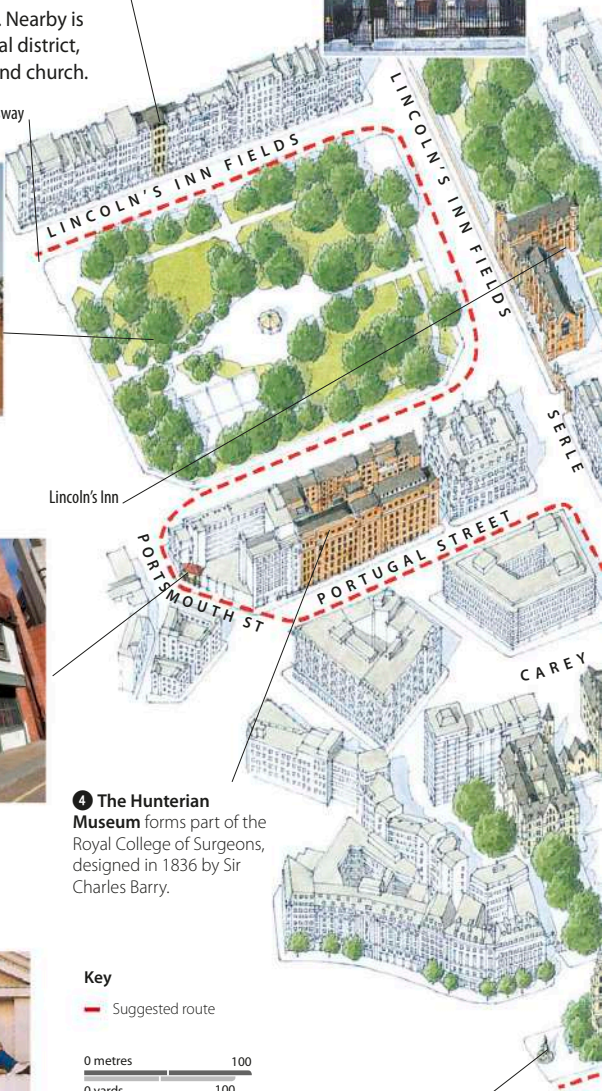 . Nearby is
al district,
nd church.
way
LINCOLN'S INN FIELDS
LINCOLN'S INN FIELDS
SERLE
Lincoln's Inn
PORTSMOUTH ST
PORTUGAL STREET
CAREY
4 The Hunterian
Museum forms part of the
Royal College of Surgeons,
designed in 1836 by Sir
Charles Barry.
Key
Suggested route
0 metres 100
0 yards 100